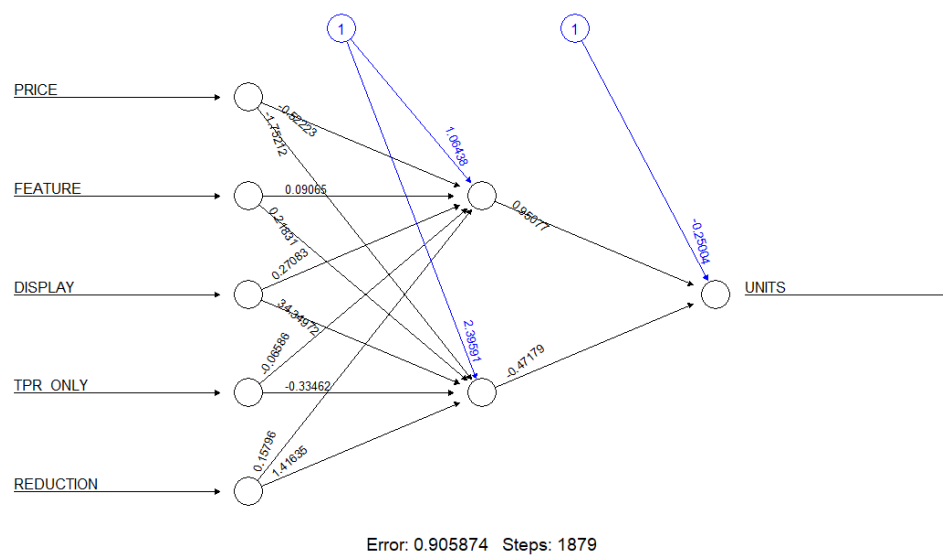 1
1
PRICE
-0.52223
-1.75212
1.06438
FEATURE
0.09065
0.21831
0.95077
-0.25004
DISPLAY
0.27083
34.34972
UNITS
2.39591
TPR_ONLY
-0.06586
-0.33462
-0.47179
REDUCTION
0.15796
1.41635
Error: 0.905874 Steps: 1879